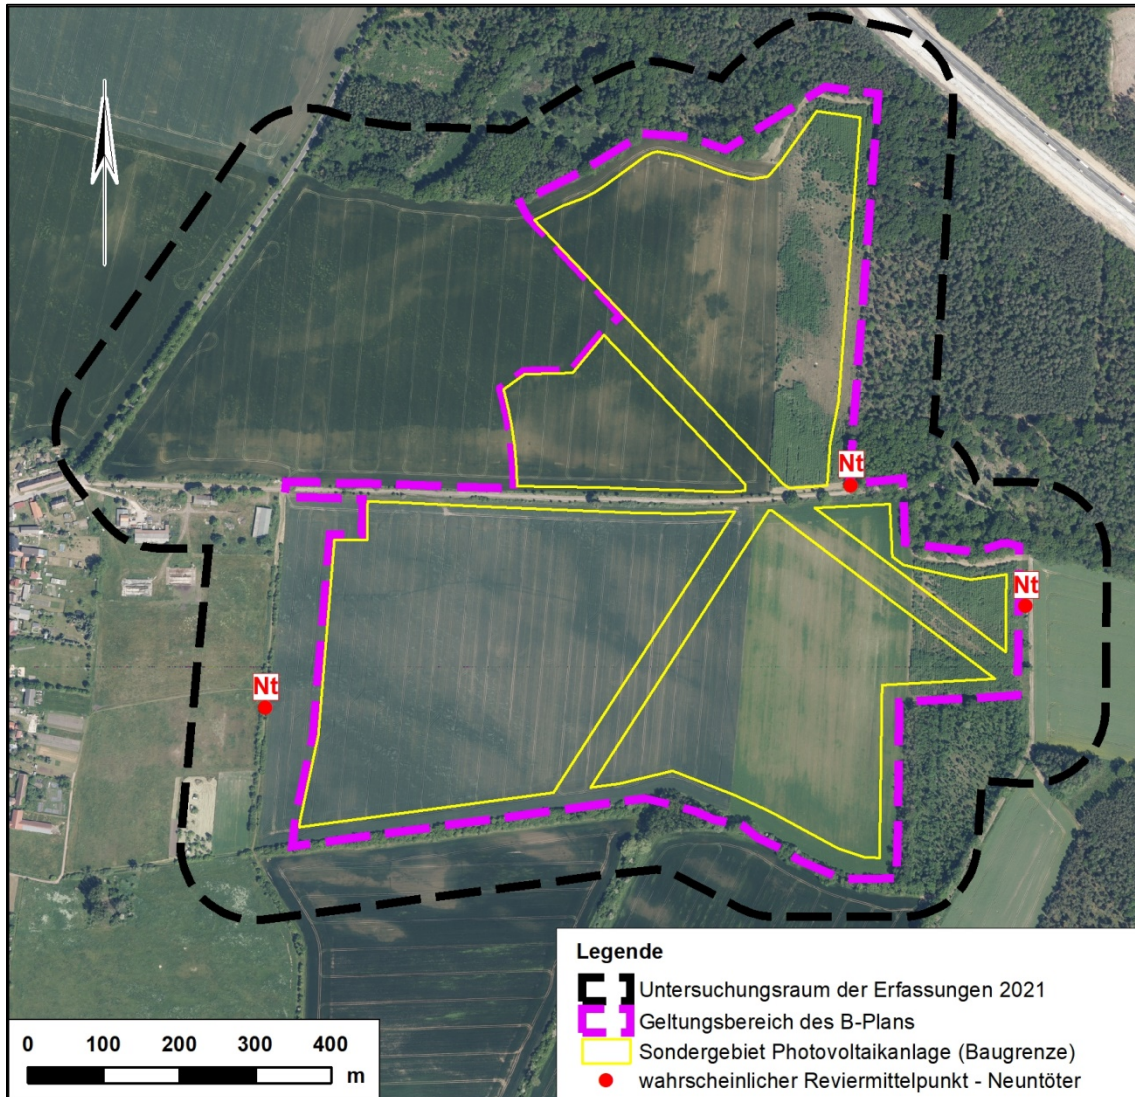 Nt
Nt
Nt
Legende
Untersuchungsraum der Erfassungen 2021
Geltungsbereich des B-Plans
Sondergebiet Photovoltaikanlage (Baugrenze)
wahrscheinlicher Reviermittelpunkt - Neuntöter
0 100 200 300 400
m